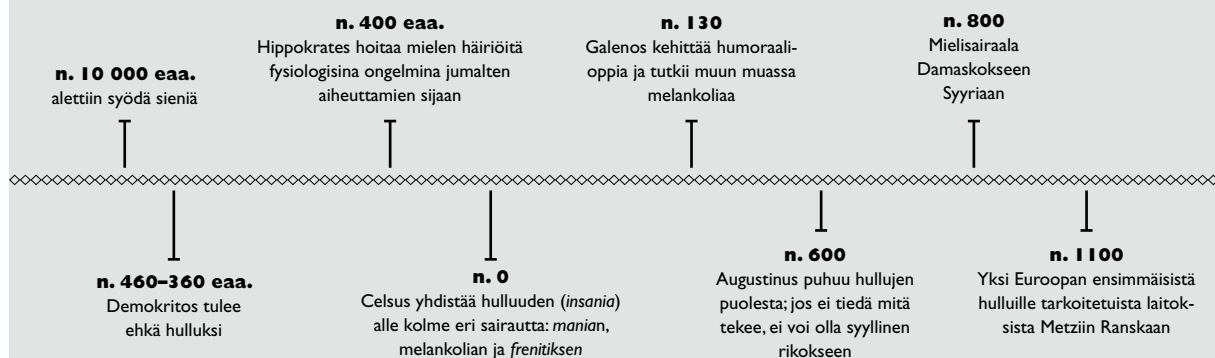 n. 10 000 eaa.
alettiin syödä sieniä
n. 460–360 eaa.
Demokritos tulee
ehkä hulluksi
n. 400 eaa.
Hippokrates hoitaa mielen häiriöitä
fysiologisina ongelmina jumalten
aiheuttamien sijaan
n. 0
Celsus yhdistää hulluuden (insania)
alle kolme eri sairautta: manian,
melankolian ja frenitiksen
n. 130
Galenos kehittää humoraali-
oppia ja tutkii muun muassa
melankoliaa
n. 600
Augustinus puhuu hullujen
puolesta; jos ei tiedä mitä
tekee, ei voi olla syyllinen
rikokseen
n. 800
Mielisairaala
Damaskokseen
Syyriaan
n. 1100
Yksi Euroopan ensimmäisistä
hulluille tarkoitetuista laitok-
sista Metziin Ranskaan